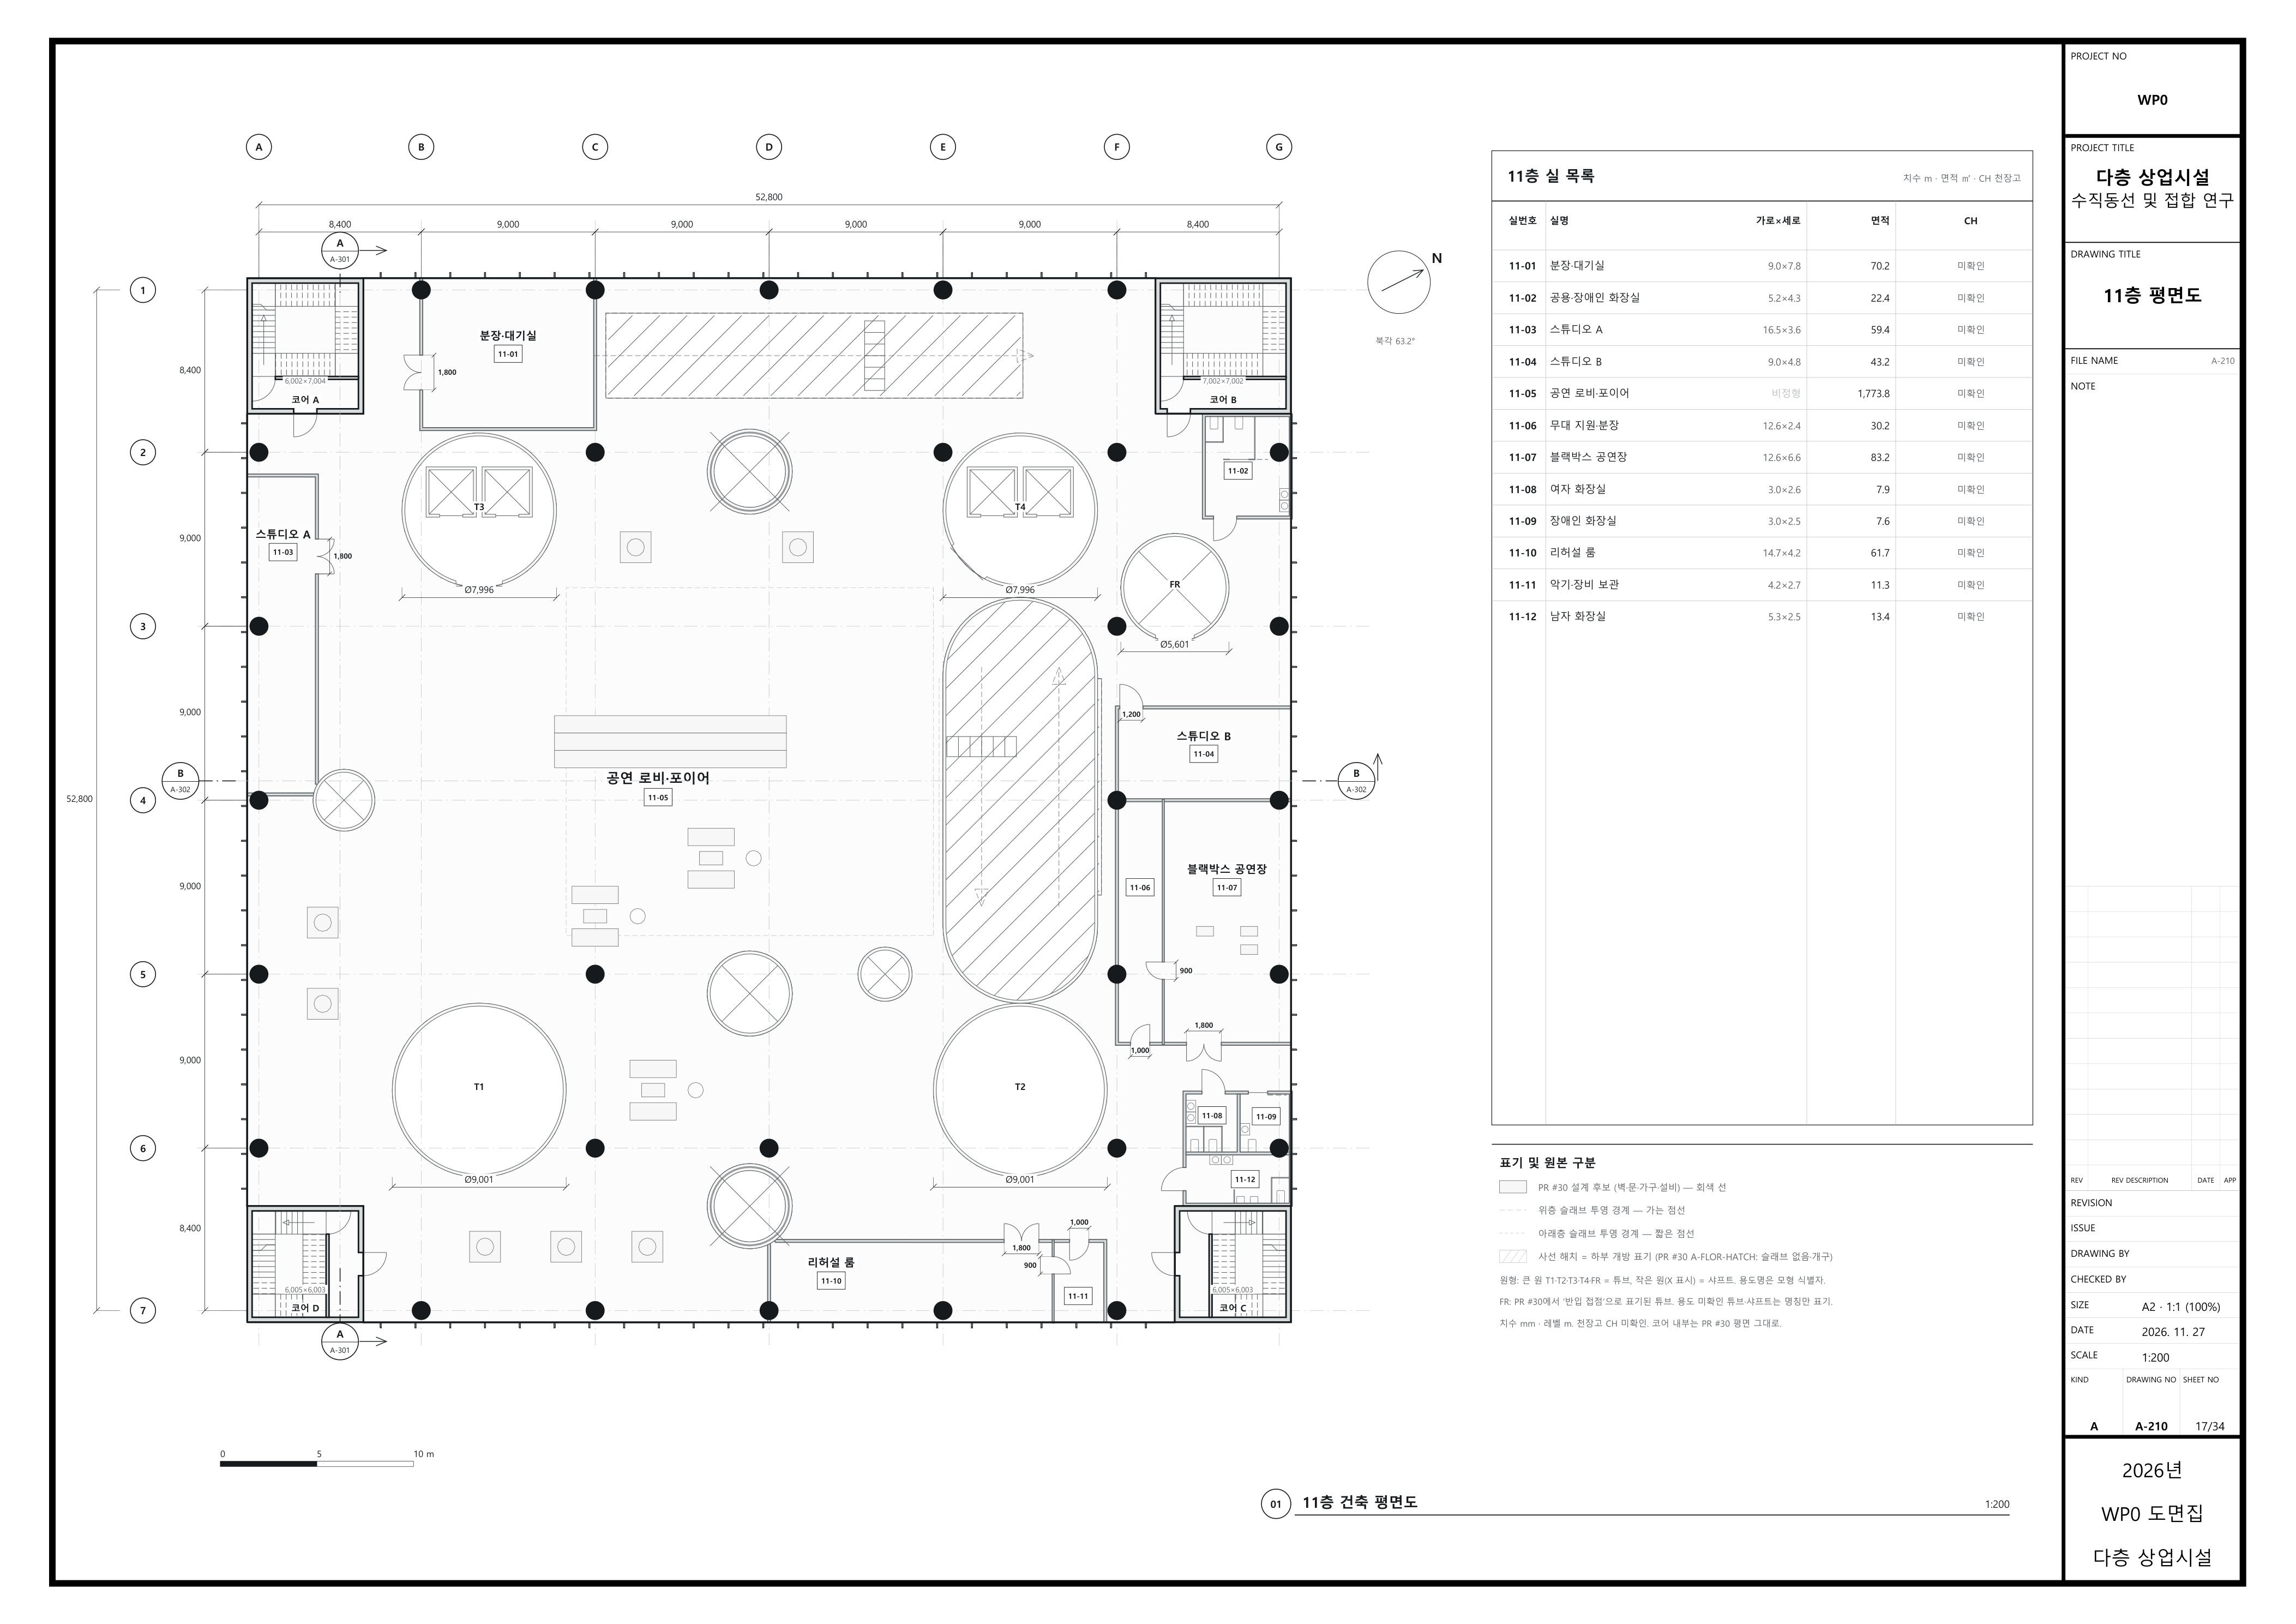 A B C D E F G
52,800
8,400 9,000 9,000 9,000 9,000 8,400
A
A-301
N
북각 63.2°
1
2
3
4
5
6
7
8,400
9,000
9,000
9,000
9,000
8,400
52,800
6,002×7,004
코어 A
분장·대기실
11-01
1,800
7,002×7,002
코어 B
11-02
T3
T4
스튜디오 A
11-03
1,800
Ø7,996
Ø7,996
FR
Ø5,601
1,200
스튜디오 B
11-04
B
A-302
B
A-302
공연 로비·포이어
11-05
11-06
블랙박스 공연장
11-07
900
1,800
1,000
T1
T2
11-08
11-09
Ø9,001
Ø9,001
11-12
1,000
1,800
900
리허설 룸
11-10
11-11
6,005×6,003
코어 D
6,005×6,003
코어 C
A
A-301
0 5 10 m
01 11층 건축 평면도 1:200
11층 실 목록 치수 m · 면적 ㎡ · CH 천장고
실번호 실명 가로×세로 면적 CH
11-01 분장·대기실 9.0×7.8 70.2 미확인
11-02 공용·장애인 화장실 5.2×4.3 22.4 미확인
11-03 스튜디오 A 16.5×3.6 59.4 미확인
11-04 스튜디오 B 9.0×4.8 43.2 미확인
11-05 공연 로비·포이어 비정형 1,773.8 미확인
11-06 무대 지원·분장 12.6×2.4 30.2 미확인
11-07 블랙박스 공연장 12.6×6.6 83.2 미확인
11-08 여자 화장실 3.0×2.6 7.9 미확인
11-09 장애인 화장실 3.0×2.5 7.6 미확인
11-10 리허설 룸 14.7×4.2 61.7 미확인
11-11 악기·장비 보관 4.2×2.7 11.3 미확인
11-12 남자 화장실 5.3×2.5 13.4 미확인
표기 및 원본 구분
PR #30 설계 후보 (벽·문·가구·설비) — 회색 선
위층 슬래브 투영 경계 — 가는 점선
아래층 슬래브 투영 경계 — 짧은 점선
사선 해치 = 하부 개방 표기 (PR #30 A-FLOR-HATCH: 슬래브 없음·개구)
원형: 큰 원 T1·T2·T3·T4·FR = 튜브, 작은 원(X 표시) = 샤프트. 용도명은 모형 식별자.
FR: PR #30에서 '반입 접점'으로 표기된 튜브. 용도 미확인 튜브·샤프트는 명칭만 표기.
치수 mm · 레벨 m. 천장고 CH 미확인. 코어 내부는 PR #30 평면 그대로.
PROJECT NO
WP0
PROJECT TITLE
다층 상업시설
수직동선 및 접합 연구
DRAWING TITLE
11층 평면도
FILE NAME A-210
NOTE
REV REV DESCRIPTION DATE APP
REVISION
ISSUE
DRAWING BY
CHECKED BY
SIZE A2 · 1:1 (100%)
DATE 2026. 11. 27
SCALE 1:200
KIND DRAWING NO SHEET NO
A A-210 17/34
2026년
WP0 도면집
다층 상업시설